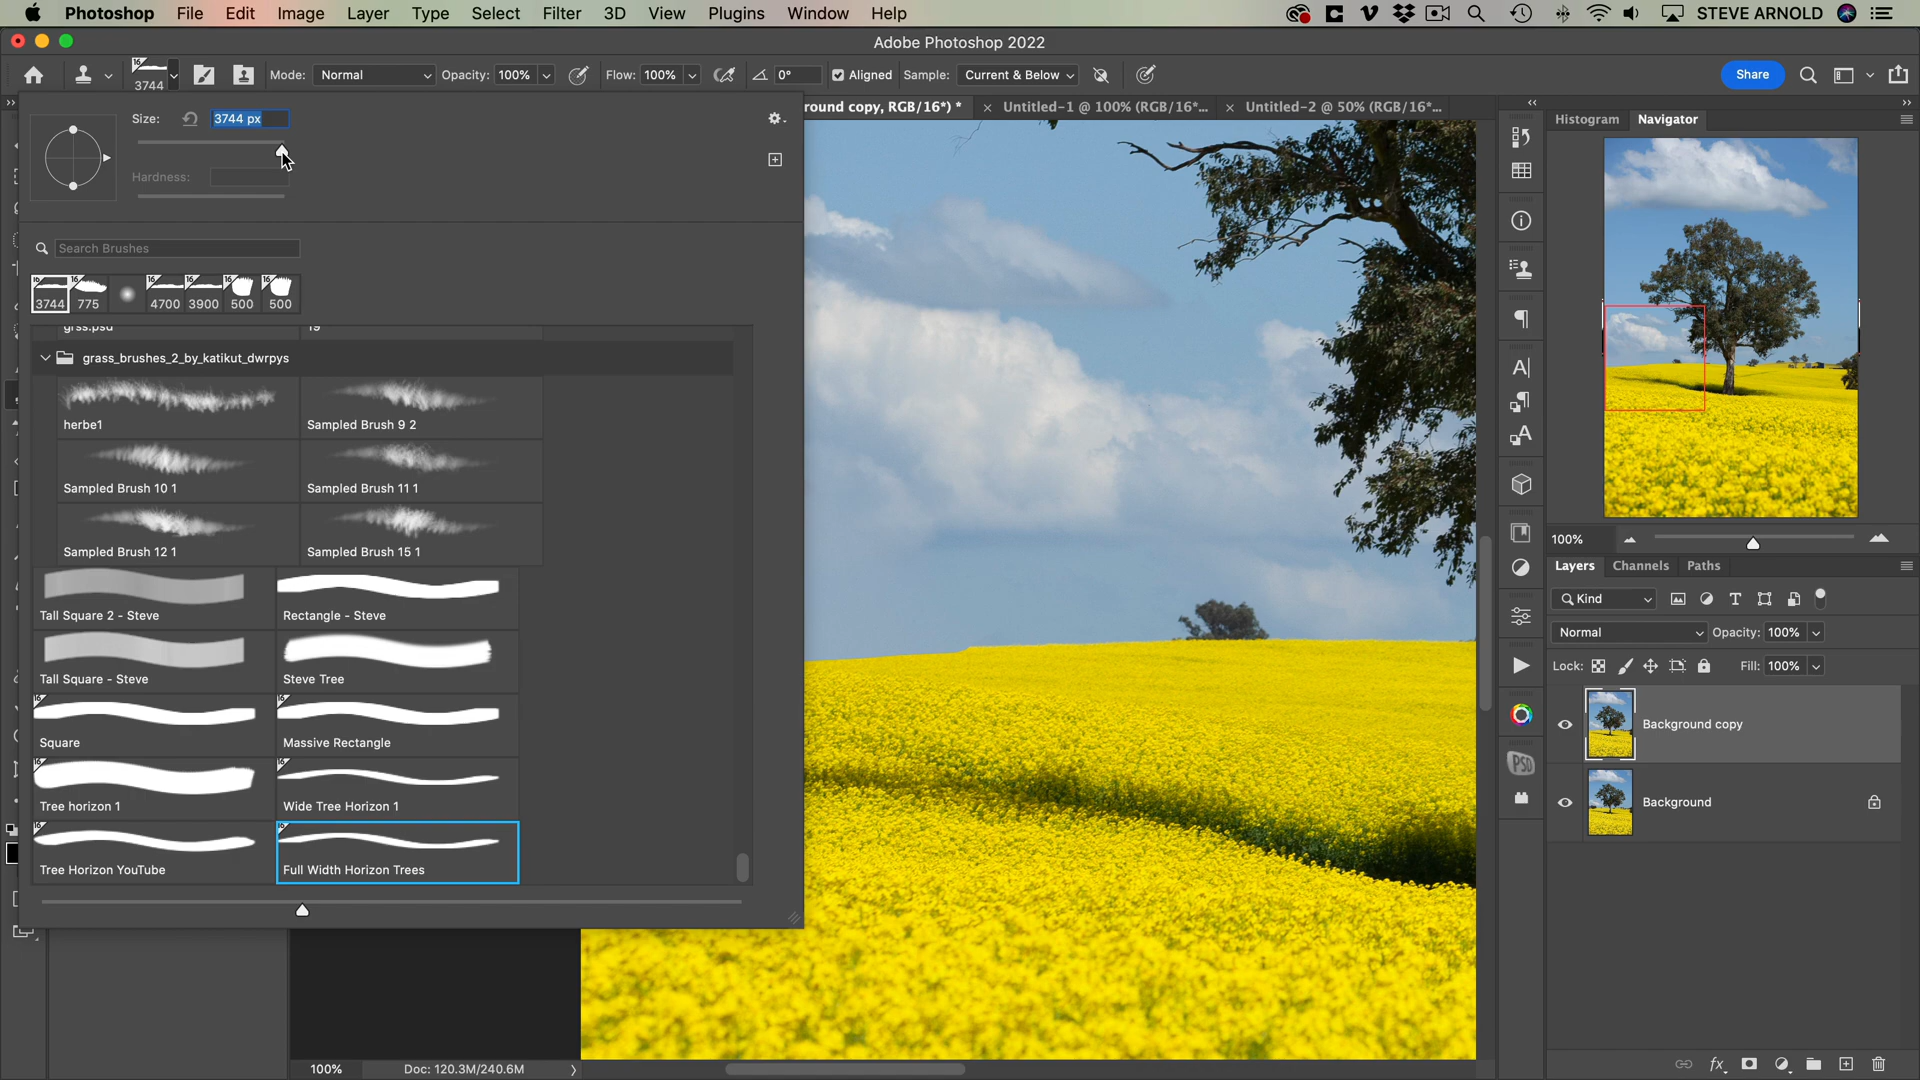 Photoshop File Edit Image Layer Type Select Filter 3D View Plugins Window Help STEVE ARNOLD
Adobe Photoshop 2022
16 3744 Mode: Normal Opacity: 100% Flow: 100% 0° Aligned Sample: Current & Below Share
round copy, RGB/16*) * × Untitled-1 @ 100% (RGB/16*... × Untitled-2 @ 50% (RGB/16*...
Size: 3744 px
Hardness:
Search Brushes
3744 775 4700 3900 500 500
grss.psd 19
grass_brushes_2_by_katikut_dwrpys
herbe1 Sampled Brush 9 2
Sampled Brush 10 1 Sampled Brush 11 1
Sampled Brush 12 1 Sampled Brush 15 1
Tall Square 2 - Steve Rectangle - Steve
Tall Square - Steve Steve Tree
Square Massive Rectangle
Tree horizon 1 Wide Tree Horizon 1
Tree Horizon YouTube Full Width Horizon Trees
100% Doc: 120.3M/240.6M
Histogram Navigator
100%
Layers Channels Paths
Kind
Normal Opacity: 100%
Lock: Fill: 100%
Background copy
Background
PSD
fx